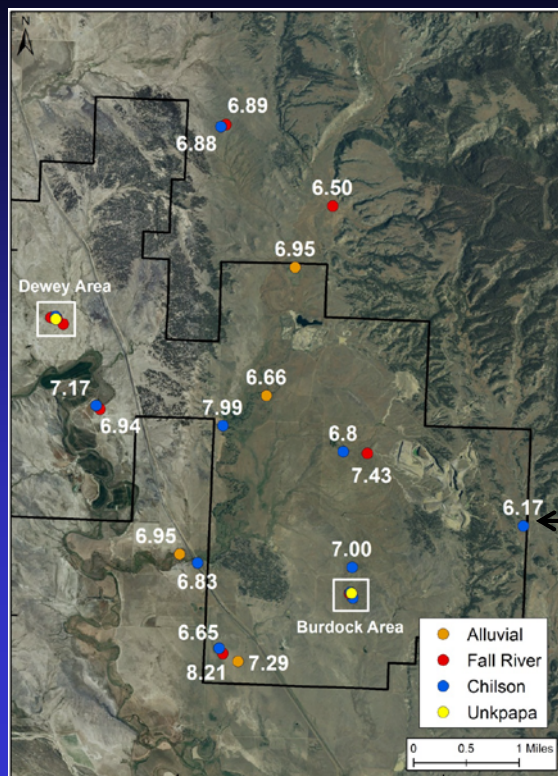 N
6.89
6.88
6.50
6.95
Dewey Area
6.66
7.17
7.99
6.94
6.8
7.43
6.17
6.95
7.00
6.83
Burdock Area
6.65
8.21
7.29
Alluvial
Fall River
Chilson
Unkpapa
0 0.5 1 Miles